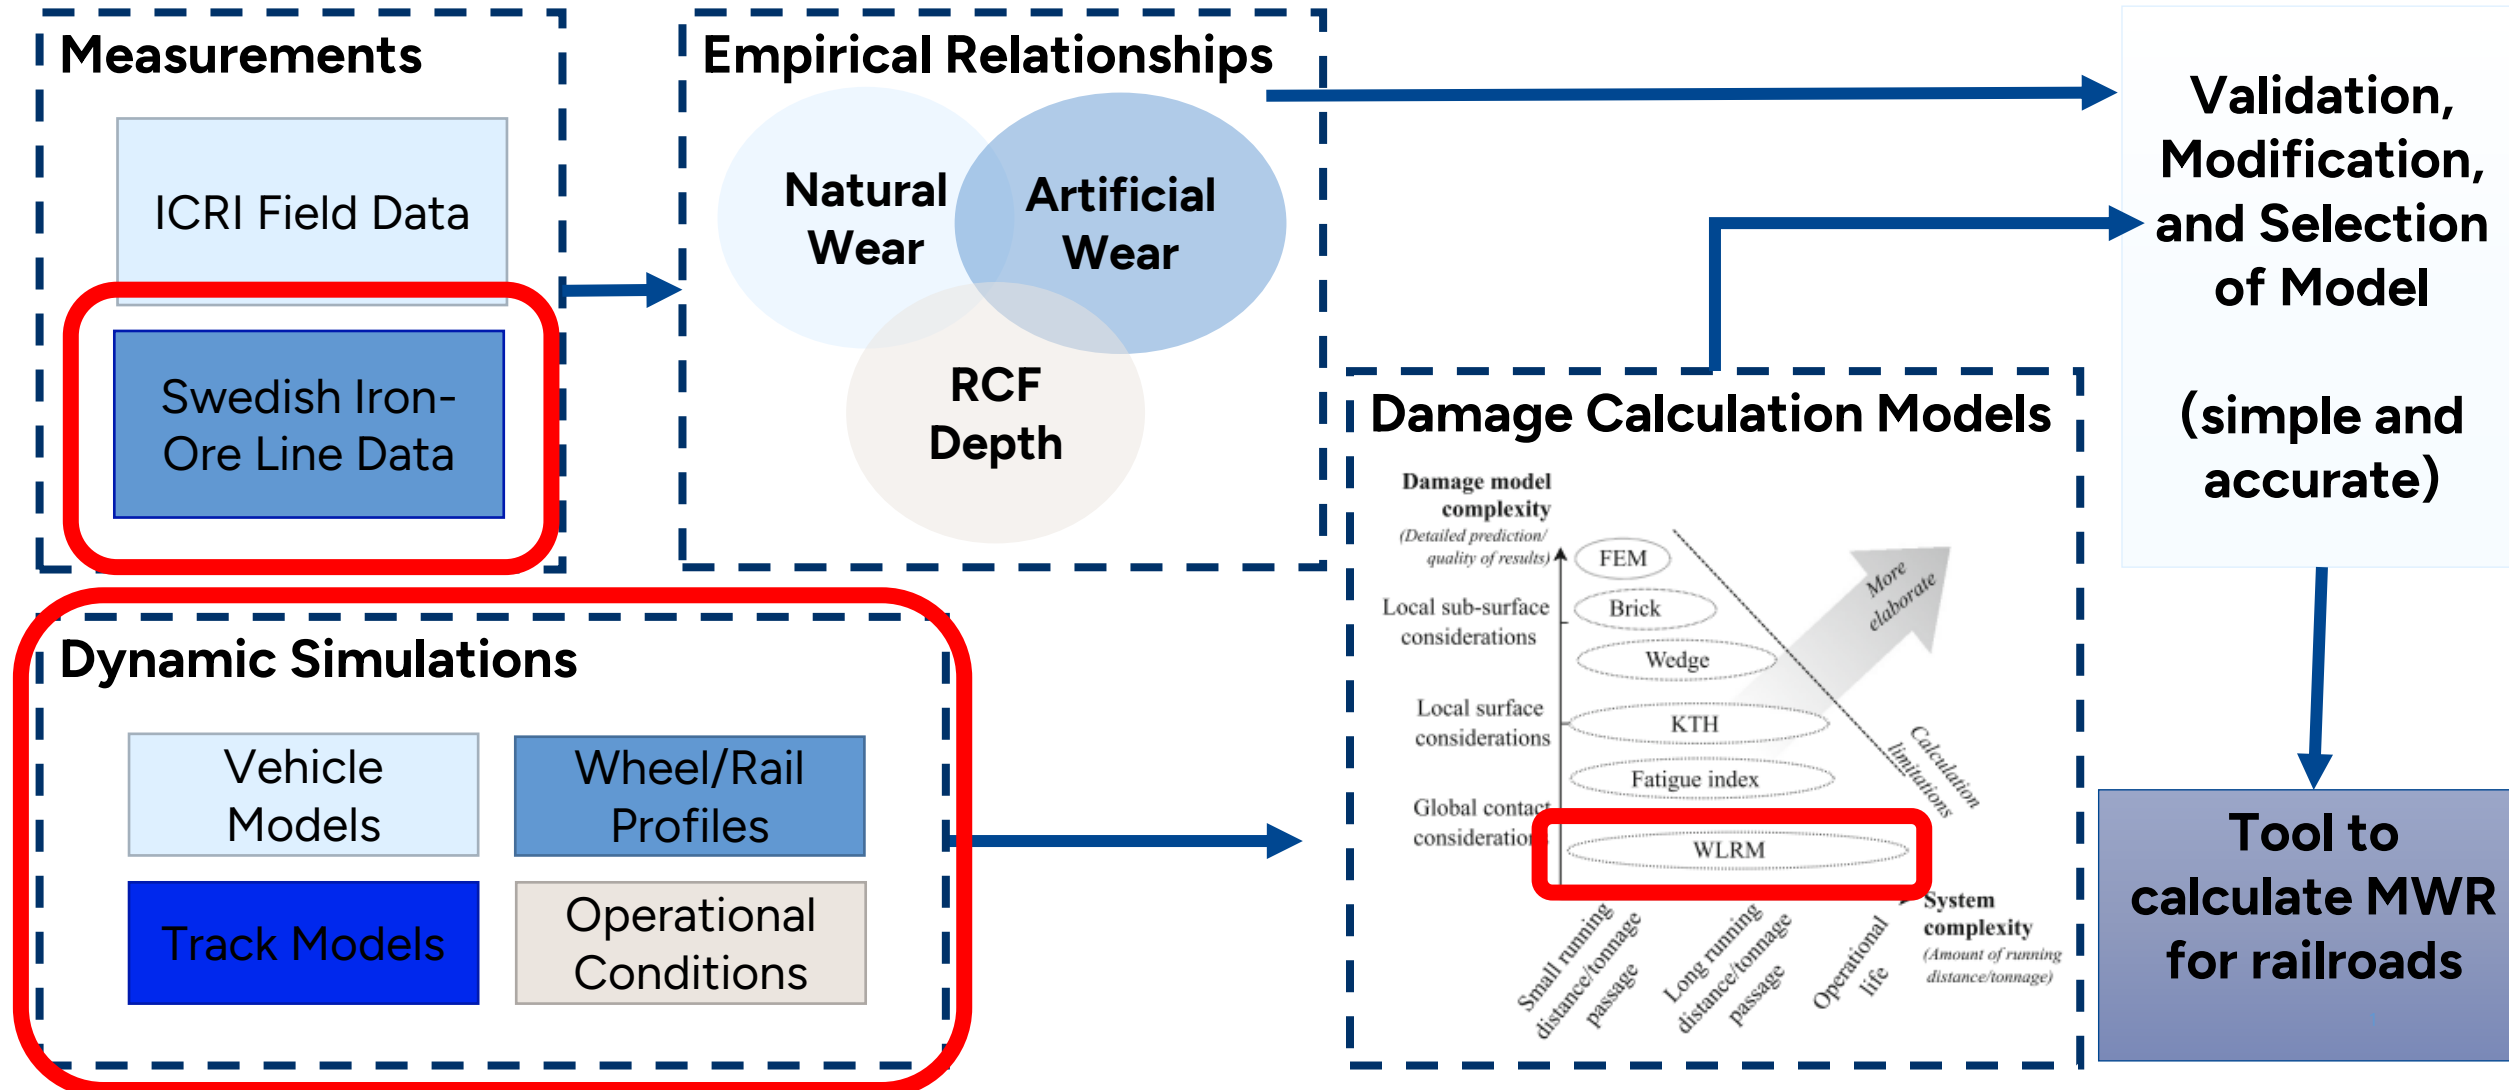 Measurements
ICRI Field Data
Swedish Iron-
Ore Line Data
Empirical Relationships
Natural
Wear
Artificial
Wear
RCF
Depth
Validation,
Modification,
and Selection
of Model
(simple and
accurate)
Dynamic Simulations
Vehicle
Models
Wheel/Rail
Profiles
Track Models
Operational
Conditions
Damage Calculation Models
Damage model
complexity
(Detailed prediction/
quality of results)
FEM
Local sub-surface
considerations
Brick
Wedge
Local surface
considerations
KTH
Fatigue index
Global contact
consideration
WLRM
More
elaborate
Calculation
limitations
Small running
distance/tonnage
passage
Long running
distance/tonnage
passage
Operational
life
System
complexity
(Amount of running
distance/tonnage)
Tool to
calculate MWR
for railroads